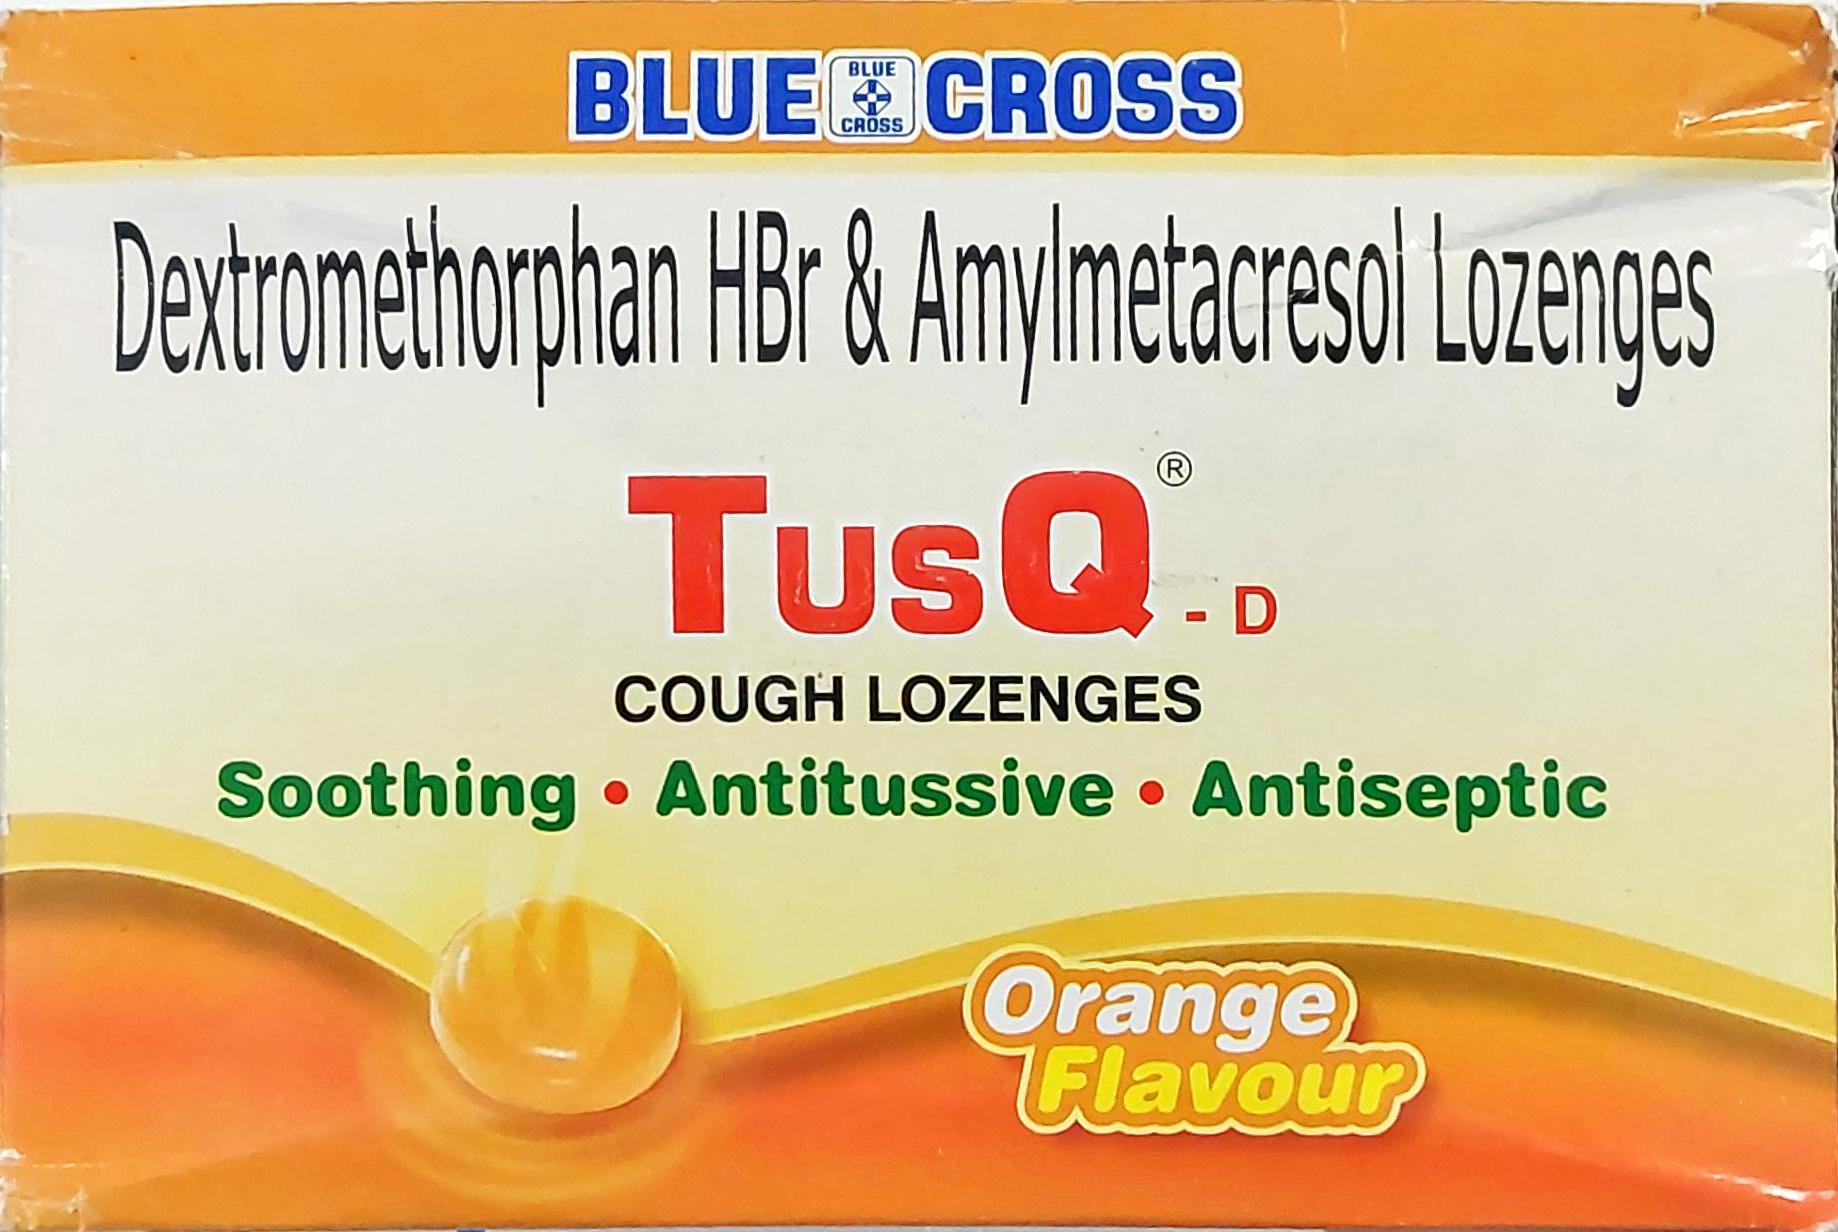 BLUE BLUE CROSS CROSS
Dextromethorphan HBr & Amylmetacresol Lozenges
TusQ® - D
COUGH LOZENGES
Soothing • Antitussive • Antiseptic
Orange
Flavour